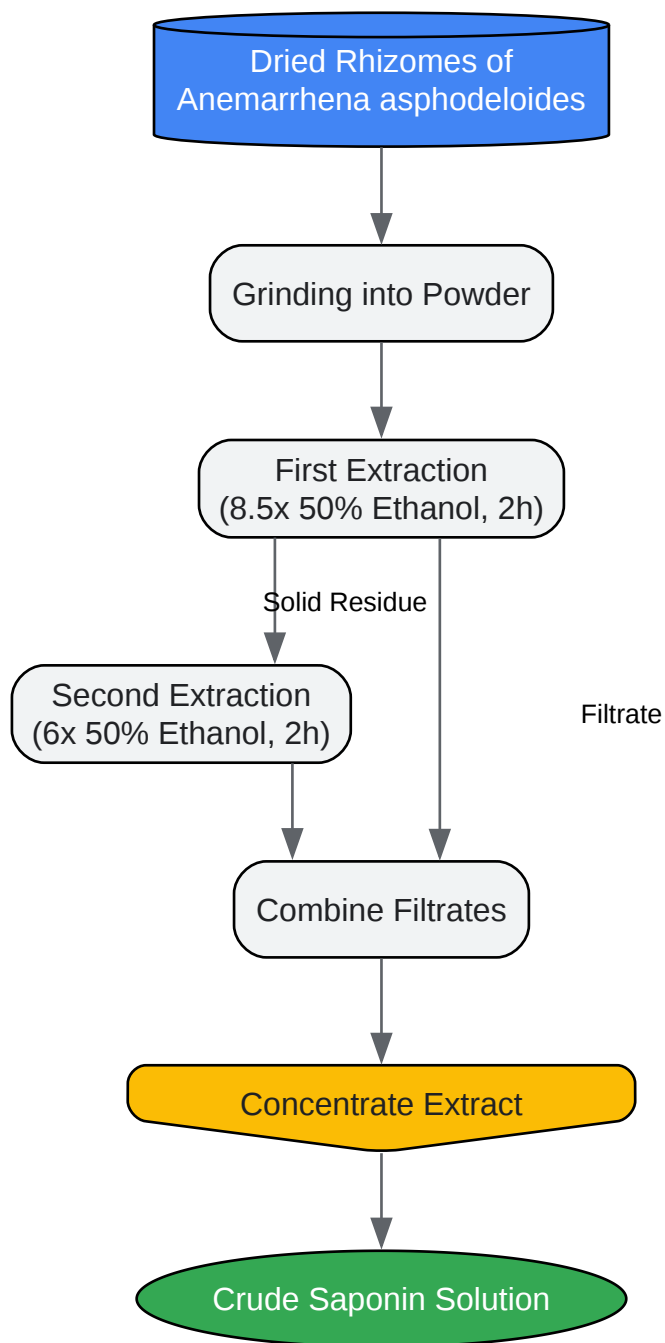 Dried Rhizomes of
Anemarrhena asphodeloides
Grinding into Powder
First Extraction
(8.5x 50% Ethanol, 2h)
Solid Residue
Second Extraction
(6x 50% Ethanol, 2h)
Filtrate
Combine Filtrates
Concentrate Extract
Crude Saponin Solution